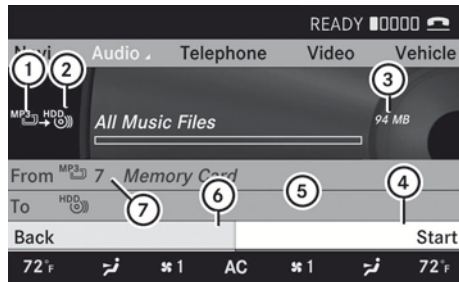 READY
Navi Audio Telephone Video Vehicle
1 2 3
MP3 → HDD
All Music Files
94 MB
From MP3 7 Memory Card
7 6 5 4
To HDD
Back Start
72°F 1 AC 1 72°F